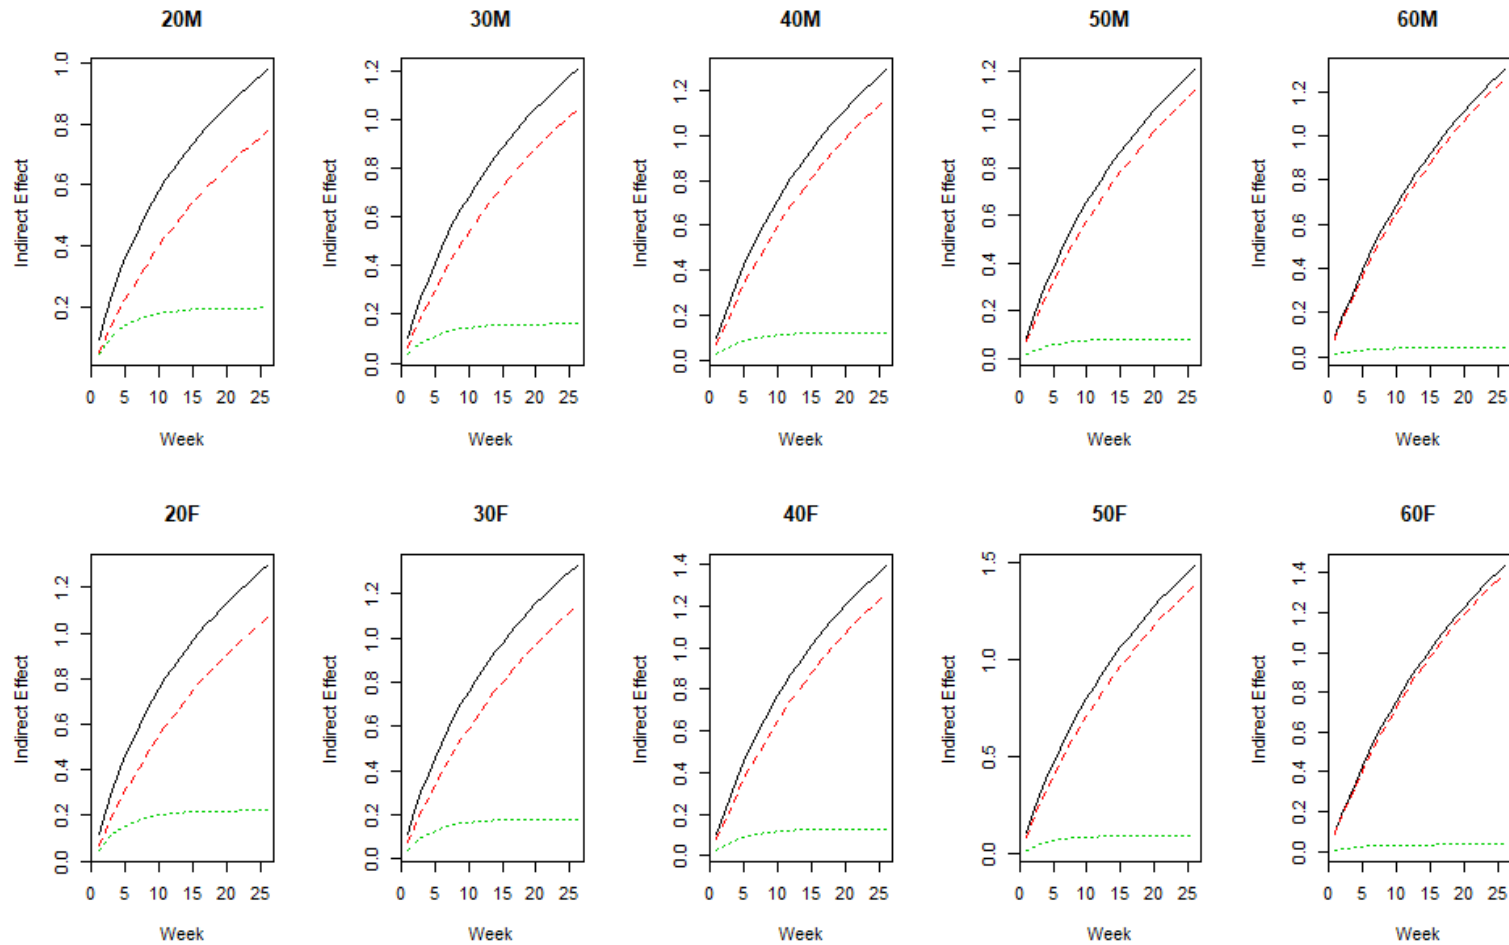 20M 30M 40M 50M 60M
Indirect Effect Indirect Effect Indirect Effect Indirect Effect Indirect Effect
1.0 1.2 1.2 1.2 1.2
0.8 1.0 1.0 1.0 1.0
0.6 0.8 0.8 0.8 0.8
0.4 0.6 0.6 0.6 0.6
0.2 0.4 0.4 0.4 0.4
0.2 0.2 0.2 0.2
0.0 0.0 0.0 0.0
0 5 10 15 20 25 0 5 10 15 20 25 0 5 10 15 20 25 0 5 10 15 20 25 0 5 10 15 20 25
Week Week Week Week Week
20F 30F 40F 50F 60F
Indirect Effect Indirect Effect Indirect Effect Indirect Effect Indirect Effect
1.2 1.2 1.4 1.5 1.4
1.0 1.0 1.2 1.0 1.2
0.8 0.8 1.0 0.5 1.0
0.6 0.6 0.8 0.0 0.8
0.4 0.4 0.6 0.6
0.2 0.2 0.4 0.4
0.0 0.0 0.2 0.2
0.0 0.0
0 5 10 15 20 25 0 5 10 15 20 25 0 5 10 15 20 25 0 5 10 15 20 25 0 5 10 15 20 25
Week Week Week Week Week